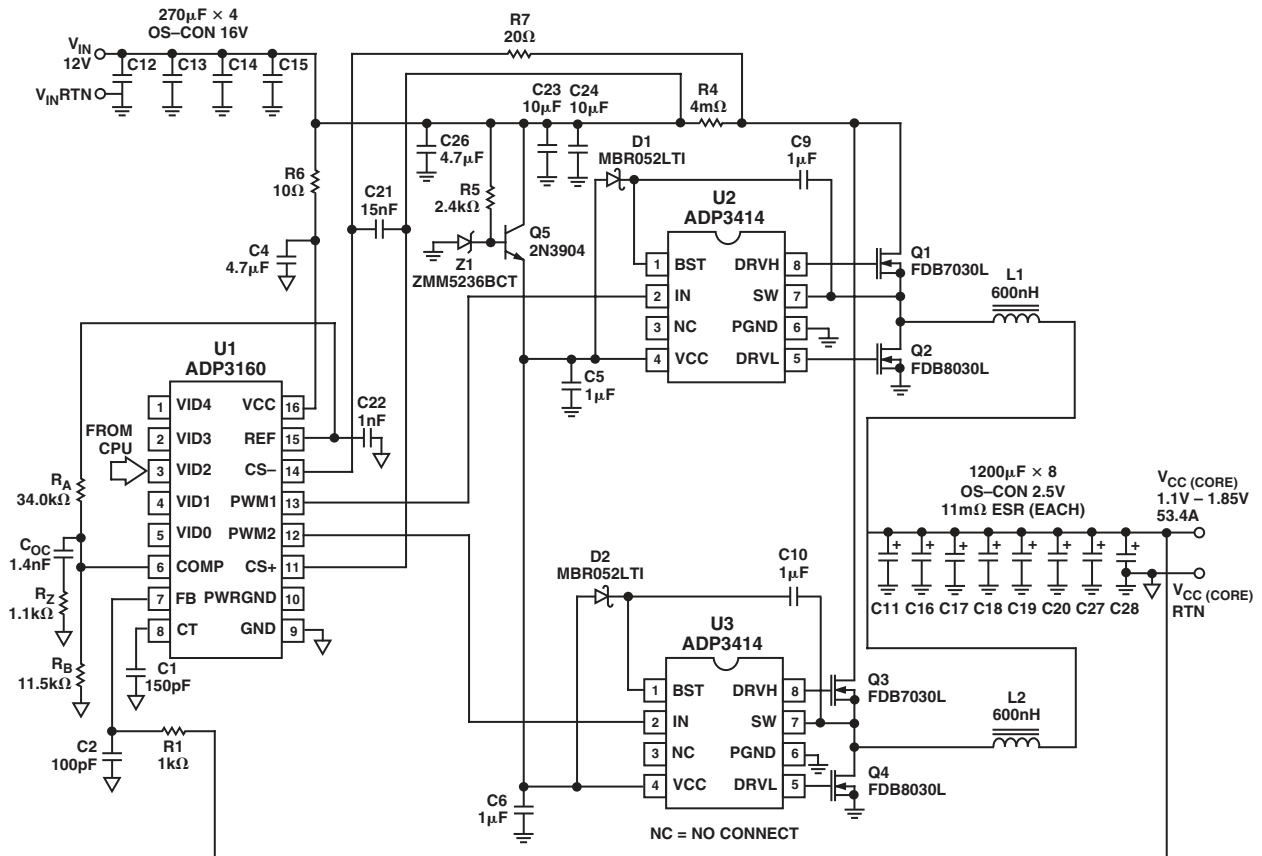 270μF × 4
OS–CON 16V
VIN
12V
VINRTN
C12
C13
C14
C15
R7
20Ω
R4
4mΩ
C23
10μF
C24
10μF
C26
4.7μF
R6
10Ω
C21
15nF
R5
2.4kΩ
Q5
2N3904
Z1
ZMM5236BCT
C4
4.7μF
D1
MBR052LTI
C9
1μF
U2
ADP3414
1 BST
2 IN
3 NC
4 VCC
DRVH 8
SW 7
PGND 6
DRVL 5
Q1
FDB7030L
L1
600nH
Q2
FDB8030L
C5
1μF
U1
ADP3160
1 VID4
2 VID3
3 VID2
4 VID1
5 VID0
6 COMP
7 FB
8 CT
VCC 16
REF 15
CS– 14
PWM1 13
PWM2 12
CS+ 11
PWRGND 10
GND 9
C22
1nF
FROM
CPU
RA
34.0kΩ
COC
1.4nF
RZ
1.1kΩ
RB
11.5kΩ
C1
150pF
C2
100pF
R1
1kΩ
1200μF × 8
OS–CON 2.5V
11mΩ ESR (EACH)
VCC (CORE)
1.1V – 1.85V
53.4A
C11
C16
C17
C18
C19
C20
C27
C28
+
+
+
+
+
+
+
+
VCC (CORE)
RTN
D2
MBR052LTI
C10
1μF
U3
ADP3414
1 BST
2 IN
3 NC
4 VCC
DRVH 8
SW 7
PGND 6
DRVL 5
Q3
FDB7030L
L2
600nH
Q4
FDB8030L
C6
1μF
NC = NO CONNECT